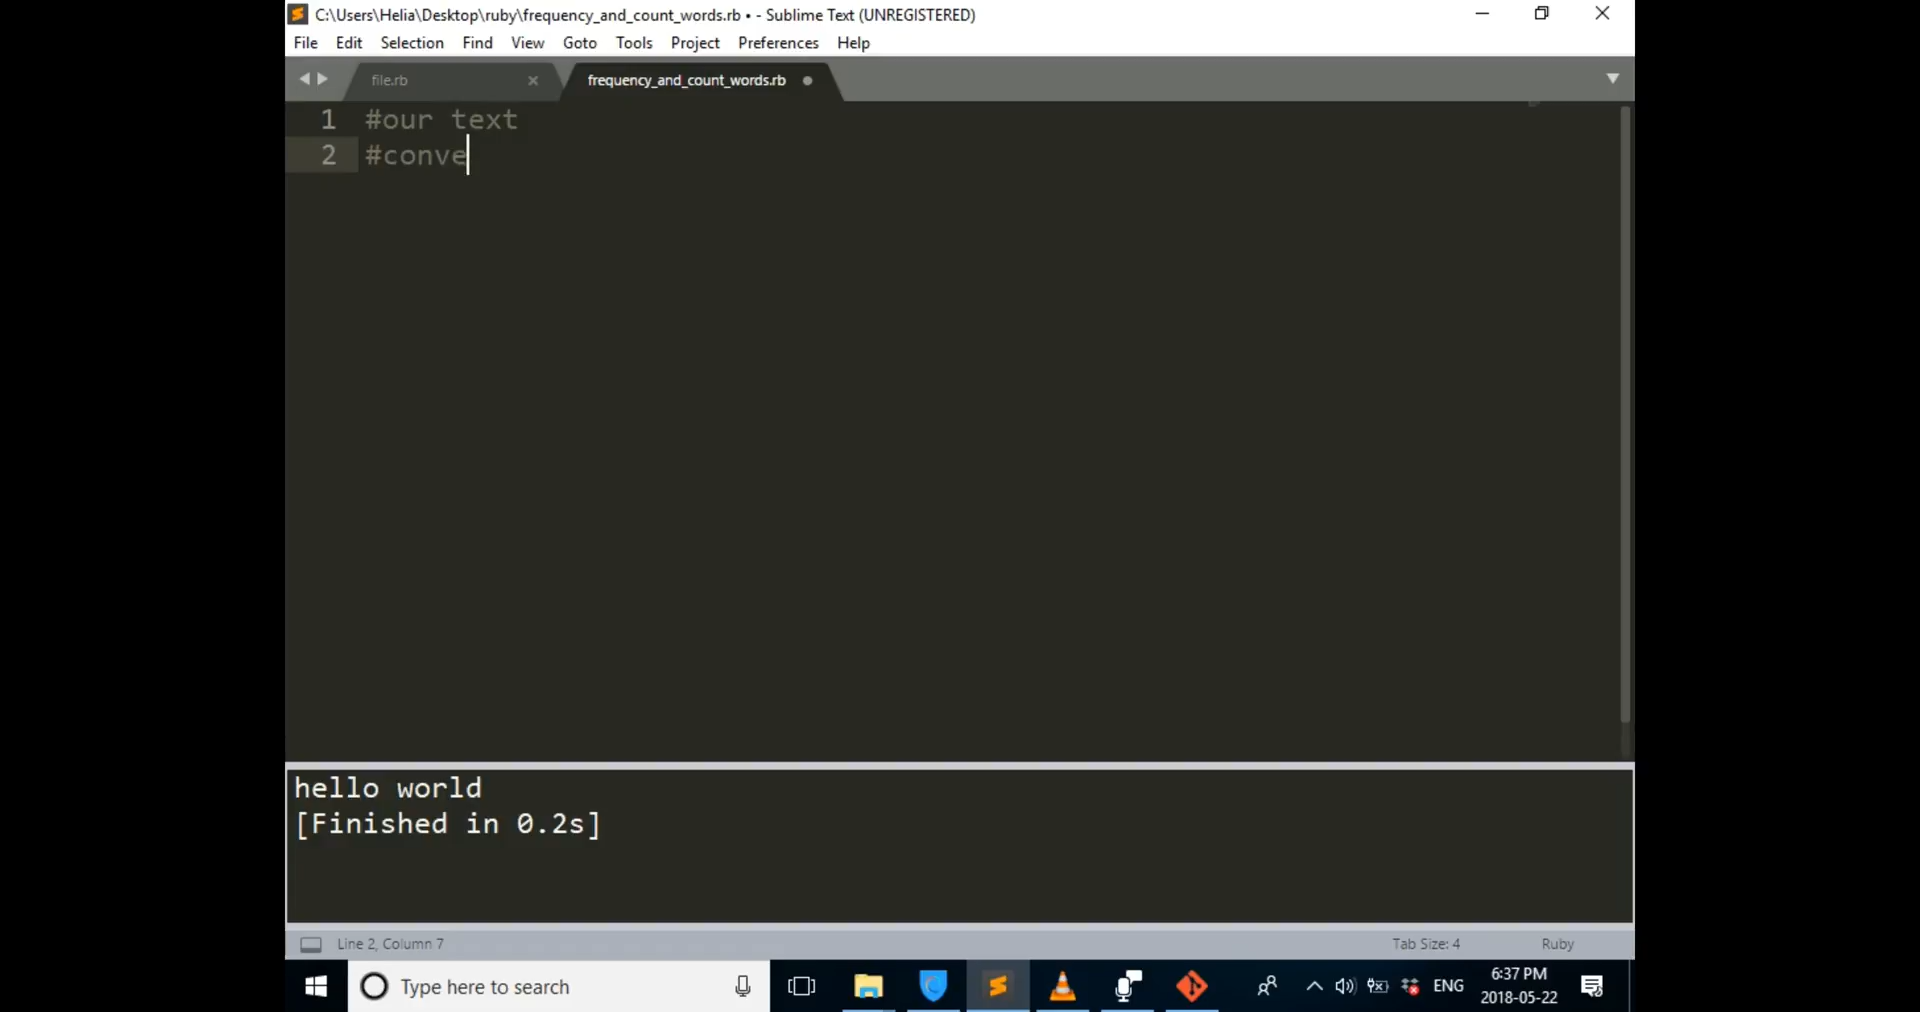 C:\Users\Helia\Desktop\ruby\frequency_and_count_words.rb • - Sublime Text (UNREGISTERED)
File Edit Selection Find View Goto Tools Project Preferences Help
file.rb frequency_and_count_words.rb
1 #our text
2 #conve
hello world
[Finished in 0.2s]
Line 2, Column 7 Tab Size: 4 Ruby
Type here to search ENG 6:37 PM
2018-05-22